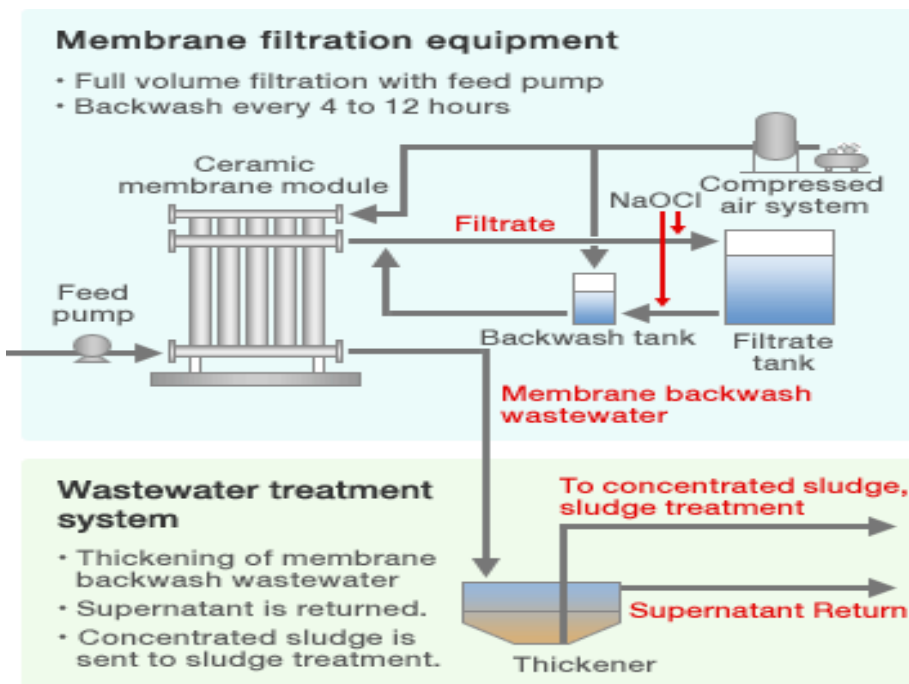 Membrane filtration equipment
・Full volume filtration with feed pump
・Backwash every 4 to 12 hours
Ceramic
membrane module
Compressed
air system
NaOCl
Filtrate
Feed
pump
Backwash tank
Filtrate
tank
Membrane backwash
wastewater
Wastewater treatment
system
・Thickening of membrane
backwash wastewater
・Supernatant is returned.
・Concentrated sludge is
sent to sludge treatment.
To concentrated sludge,
sludge treatment
Supernatant Return
Thickener